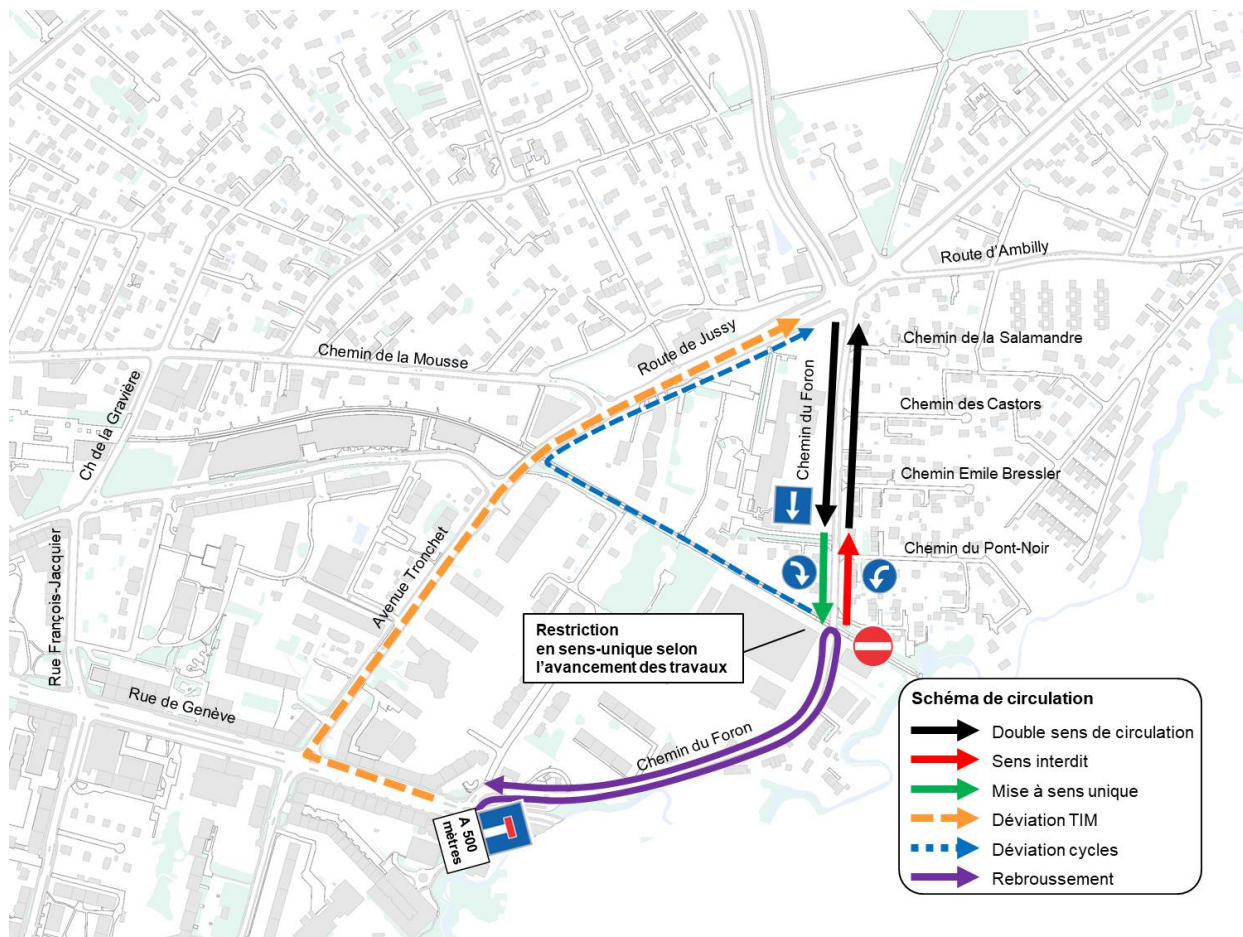 Route d'Ambilly
Chemin de la Salamandre
Route de Jussy
Chemin de la Mousse
Chemin du Foron
Chemin des Castors
Ch de la Gravière
Chemin Emile Bressler
Chemin du Pont-Noir
Avenue Tronchet
Rue François-Jacquier
Restriction
en sens-unique selon
l'avancement des travaux
Rue de Genève
Chemin du Foron
A 500
mètres
Schéma de circulation
Double sens de circulation
Sens interdit
Mise à sens unique
Déviation TIM
Déviation cycles
Rebroussement